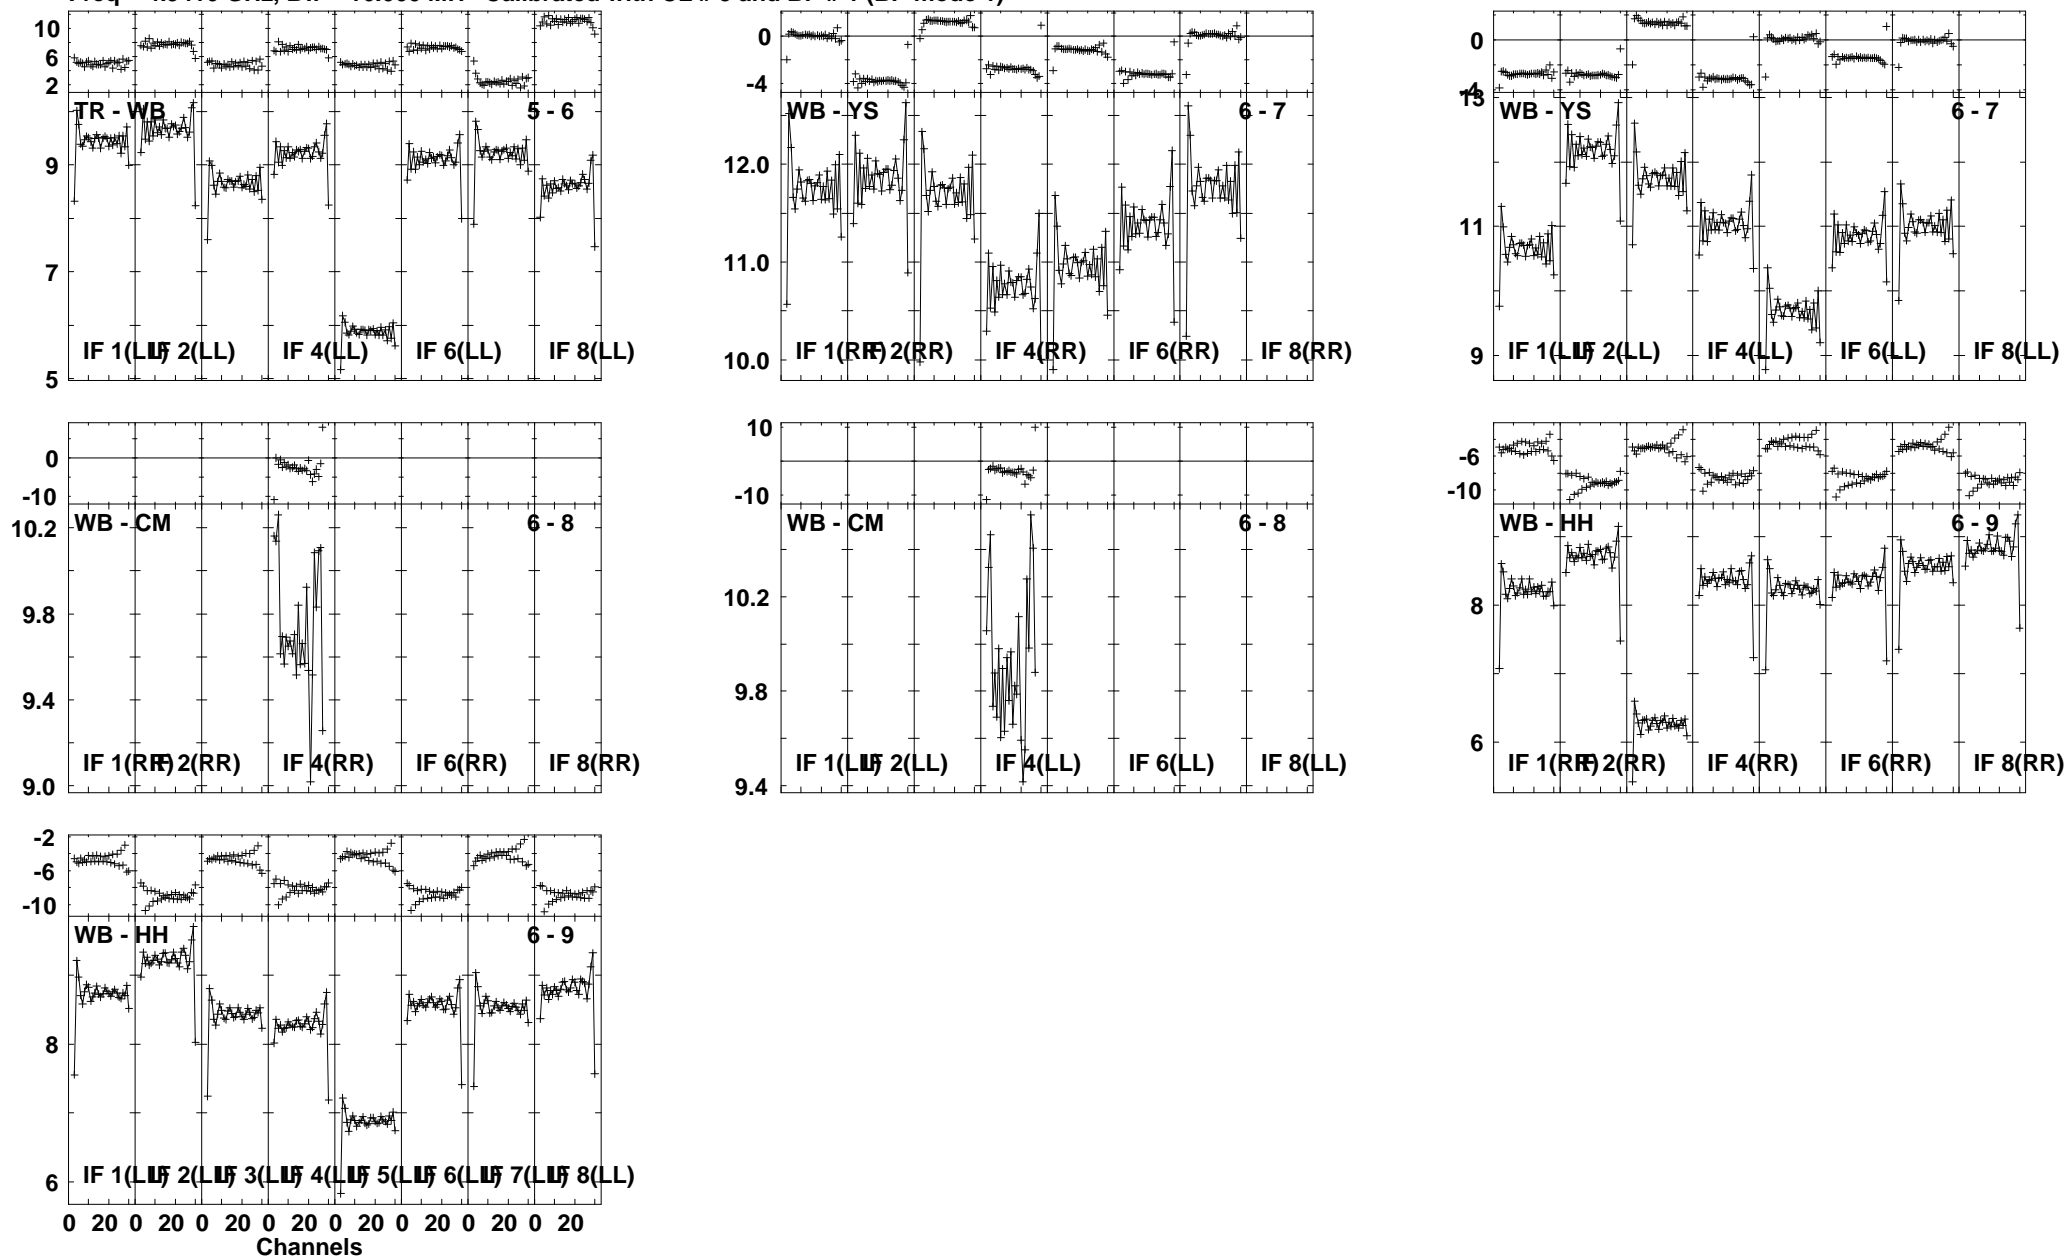 10
6
2
TR - WB 5 - 6
9
7
5
IF 1(LL) IF 2(LL) IF 4(LL) IF 6(LL) IF 8(LL)
0
-4
WB - YS 6 - 7
12.0
11.0
10.0
IF 1(RR) IF 2(RR) IF 4(RR) IF 6(RR) IF 8(RR)
0
-4
13
WB - YS 6 - 7
11
9
IF 1(LL) IF 2(LL) IF 4(LL) IF 6(LL) IF 8(LL)
0
-10
WB - CM 6 - 8
10.2
9.8
9.4
9.0
IF 1(RR) IF 2(RR) IF 4(RR) IF 6(RR) IF 8(RR)
10
-10
WB - CM 6 - 8
10.2
9.8
9.4
IF 1(LL) IF 2(LL) IF 4(LL) IF 6(LL) IF 8(LL)
-6
-10
WB - HH 6 - 9
8
6
IF 1(RR) IF 2(RR) IF 4(RR) IF 6(RR) IF 8(RR)
-2
-6
-10
WB - HH 6 - 9
8
6
IF 1(LL) IF 2(LL) IF 3(LL) IF 4(LL) IF 5(LL) IF 6(LL) IF 7(LL) IF 8(LL)
0 20 0 20 0 20 0 20 0 20 0 20 0 20 0 20
Channels